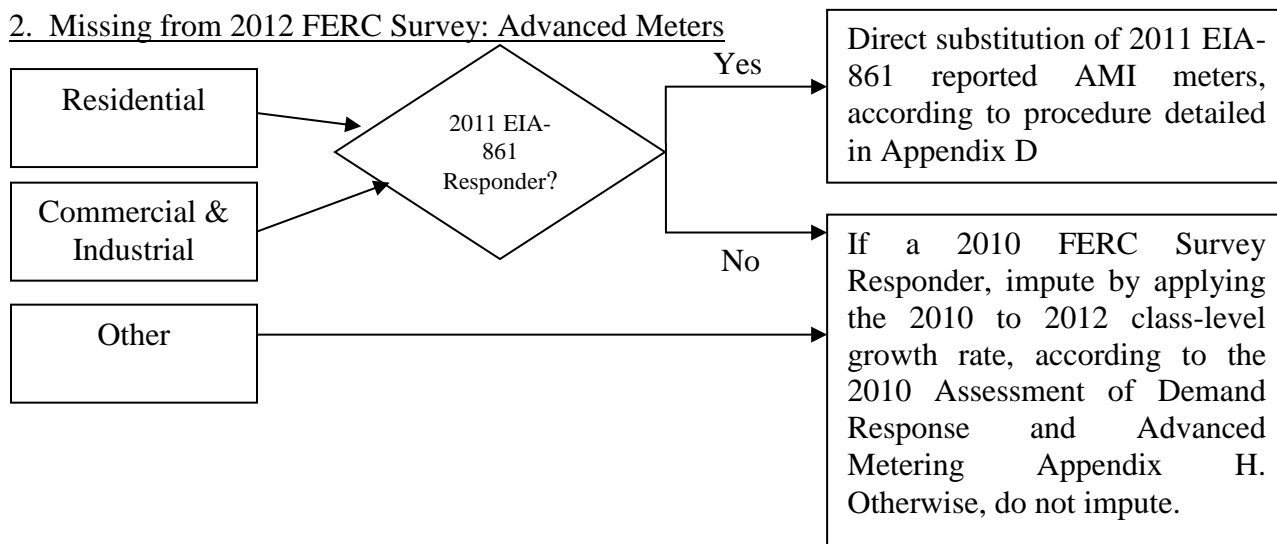 2. Missing from 2012 FERC Survey: Advanced Meters
Residential
Commercial &
Industrial
Other
2011 EIA-
861
Responder?
Yes
No
Direct substitution of 2011 EIA-
861 reported AMI meters,
according to procedure detailed
in Appendix D
If a 2010 FERC Survey
Responder, impute by applying
the 2010 to 2012 class-level
growth rate, according to the
2010 Assessment of Demand
Response and Advanced
Metering Appendix H.
Otherwise, do not impute.